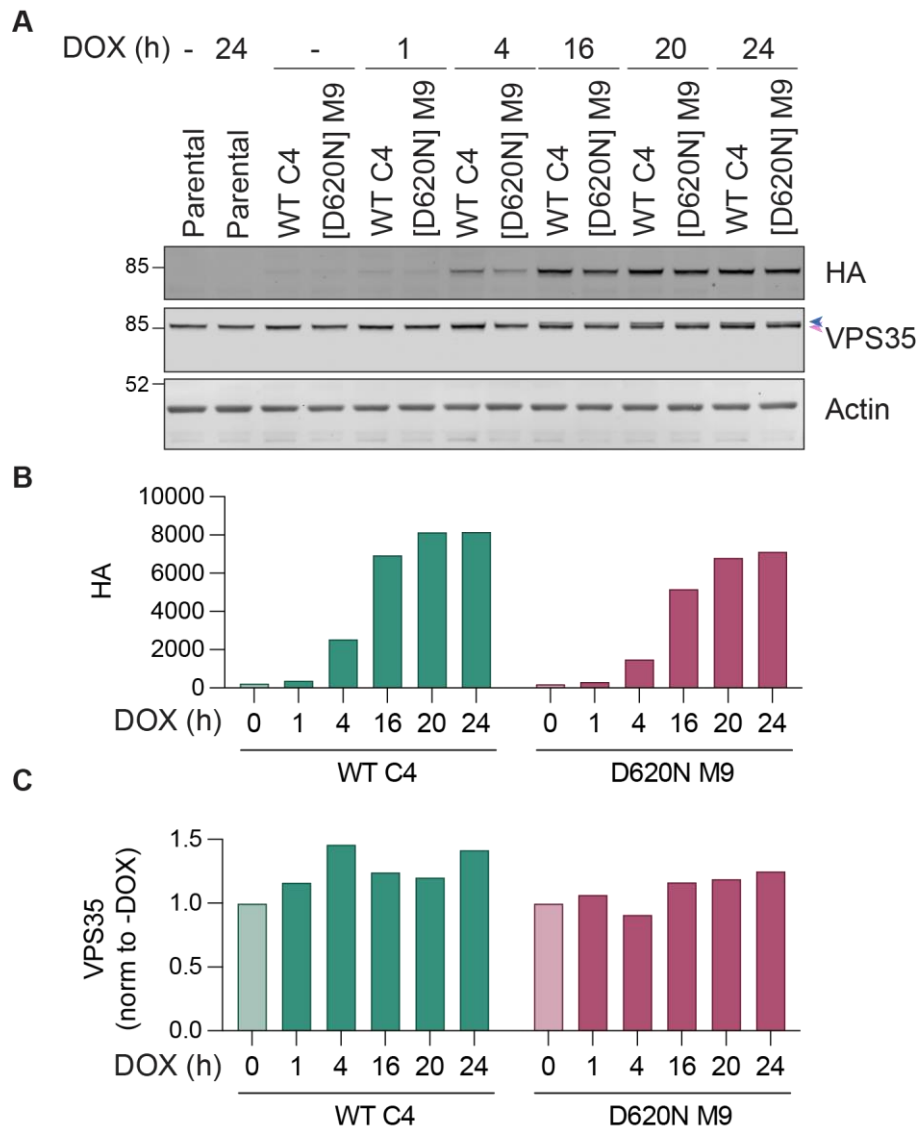 A
DOX (h) - 24 - 1 4 16 20 24
Parental Parental WT C4 [D620N] M9 WT C4 [D620N] M9 WT C4 [D620N] M9 WT C4 [D620N] M9 WT C4 [D620N] M9 WT C4 [D620N] M9
85 HA
85 VPS35
52
Actin
B
10000
8000
6000
4000
2000
0
HA
DOX (h) 0 1 4 16 20 24 0 1 4 16 20 24
WT C4 D620N M9
C
1.5
1.0
0.5
0.0
VPS35
(norm to -DOX)
DOX (h) 0 1 4 16 20 24 0 1 4 16 20 24
WT C4 D620N M9